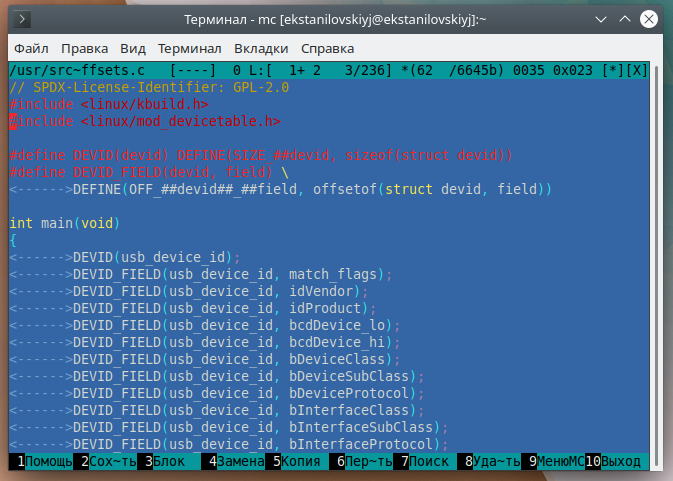 Терминал - mc [ekstanilovskiyj@ekstanilovskiyj]:~
Файл Правка Вид Терминал Вкладки Справка
/usr/src~ffsets.c   [----]  0 L:[  1+ 2   3/236] *(62  /6645b) 0035 0x023 [*][X]
// SPDX-License-Identifier: GPL-2.0
#include <linux/kbuild.h>
#include <linux/mod_devicetable.h>
#define DEVID(devid) DEFINE(SIZE_##devid, sizeof(struct devid))
#define DEVID_FIELD(devid, field) \
<------>DEFINE(OFF_##devid##_##field, offsetof(struct devid, field))
int main(void)
{
<------>DEVID(usb_device_id);
<------>DEVID_FIELD(usb_device_id, match_flags);
<------>DEVID_FIELD(usb_device_id, idVendor);
<------>DEVID_FIELD(usb_device_id, idProduct);
<------>DEVID_FIELD(usb_device_id, bcdDevice_lo);
<------>DEVID_FIELD(usb_device_id, bcdDevice_hi);
<------>DEVID_FIELD(usb_device_id, bDeviceClass);
<------>DEVID_FIELD(usb_device_id, bDeviceSubClass);
<------>DEVID_FIELD(usb_device_id, bDeviceProtocol);
<------>DEVID_FIELD(usb_device_id, bInterfaceClass);
<------>DEVID_FIELD(usb_device_id, bInterfaceSubClass);
<------>DEVID_FIELD(usb_device_id, bInterfaceProtocol);
1Помощь 2Сох~ть 3Блок 4Замена 5Копия 6Пер~ть 7Поиск 8Уда~ть 9МенюMC 10Выход